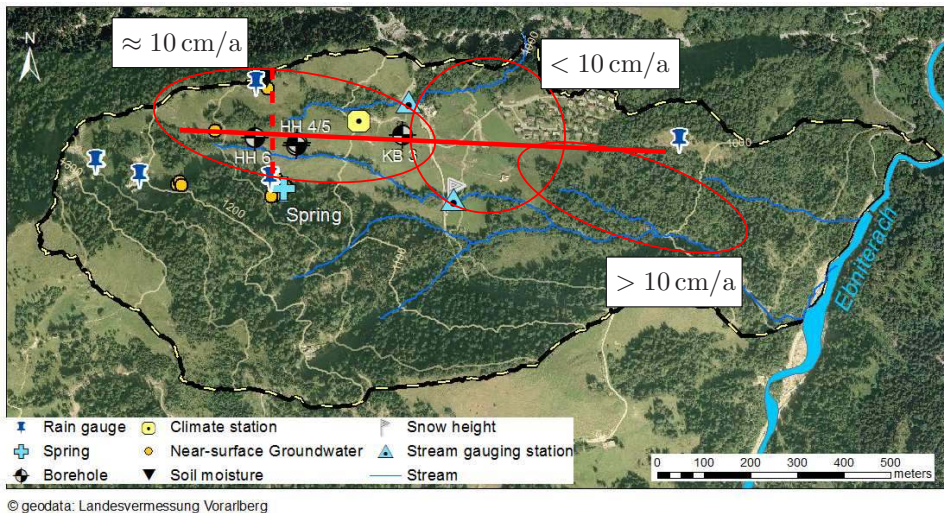 ≈ 10 cm/a
< 10 cm/a
N
1000
HH 4/5
KB 3
HH 6
1000
1200
Spring
> 10 cm/a
Ebniterach
Rain gauge
Climate station
Snow height
Spring
Near-surface Groundwater
Stream gauging station
Borehole
Soil moisture
Stream
0 100 200 300 400 500
meters
© geodata: Landesvermessung Vorarlberg